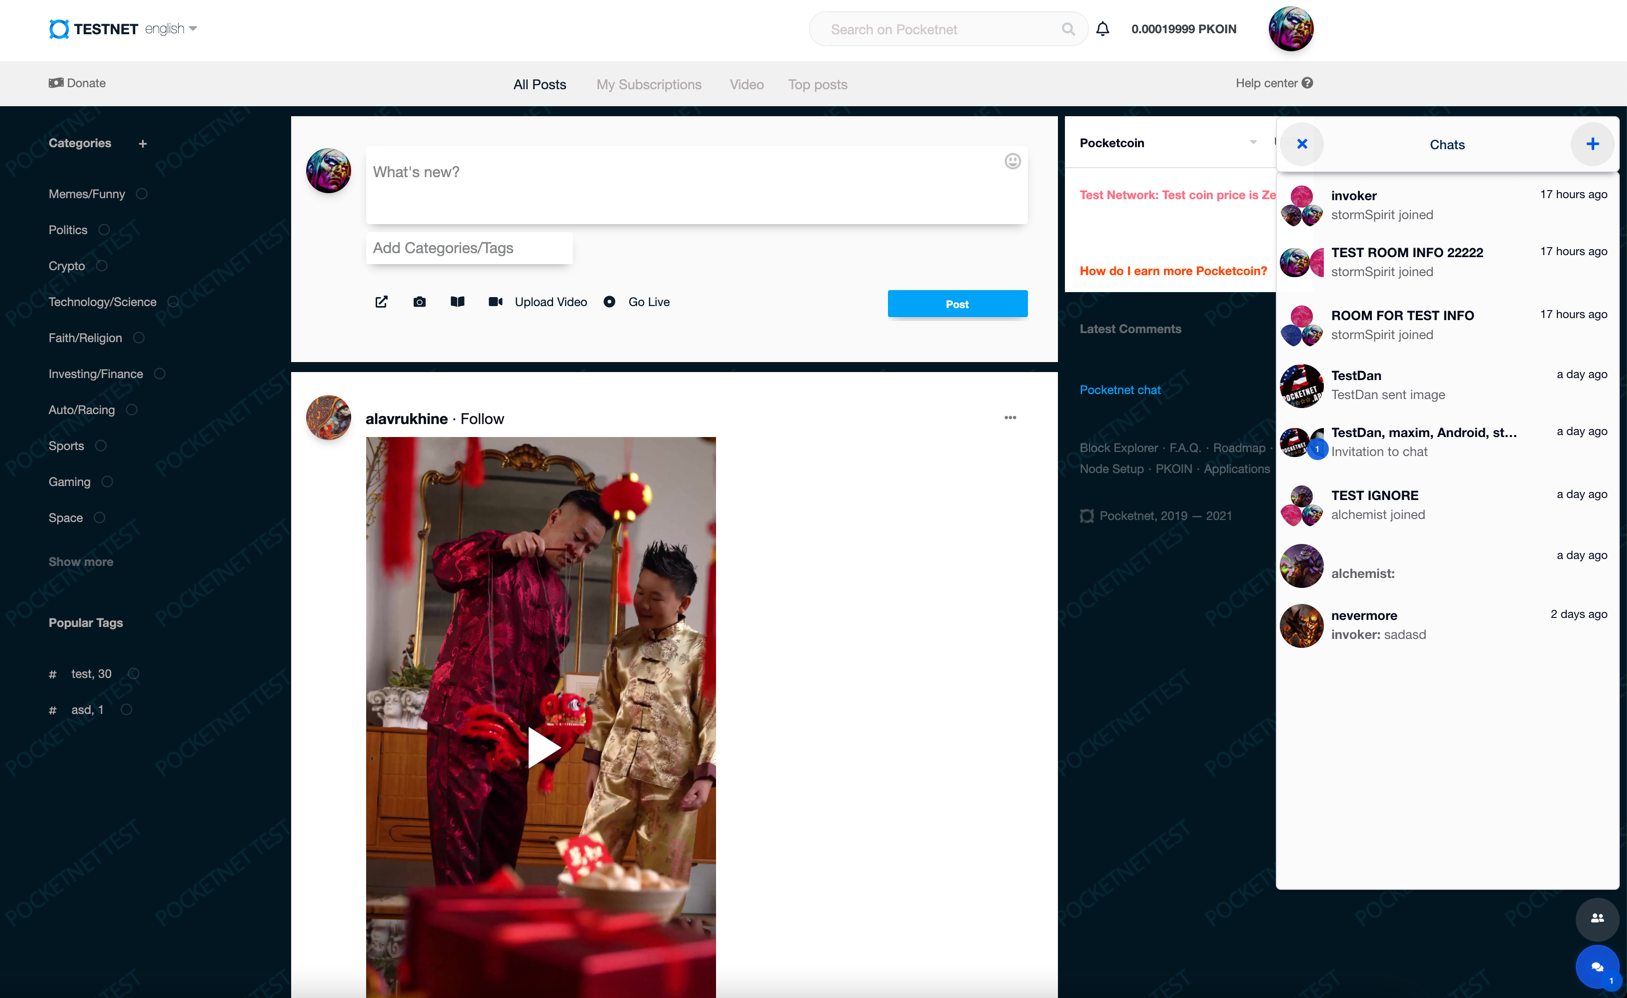 TESTNET english
Search on Pocketnet
0.00019999 PKOIN
Donate
All Posts
My Subscriptions
Video
Top posts
Help center
Categories +
Memes/Funny
Politics
Crypto
Technology/Science
Faith/Religion
Investing/Finance
Auto/Racing
Sports
Gaming
Space
Show more
Popular Tags
# test, 30
# asd, 1
What's new?
Add Categories/Tags
Upload Video
Go Live
Post
alavrukhine · Follow
Pocketcoin
Test Network: Test coin price is Ze
How do I earn more Pocketcoin?
Latest Comments
Pocketnet chat
Block Explorer · F.A.Q. · Roadmap ·
Node Setup · PKOIN · Applications
Pocketnet, 2019 — 2021
Chats
invoker
17 hours ago
stormSpirit joined
TEST ROOM INFO 22222
17 hours ago
stormSpirit joined
ROOM FOR TEST INFO
17 hours ago
stormSpirit joined
TestDan
a day ago
TestDan sent image
TestDan, maxim, Android, st...
a day ago
1
Invitation to chat
TEST IGNORE
a day ago
alchemist joined
a day ago
alchemist:
nevermore
2 days ago
invoker: sadasd
1
POCKETNET TEST